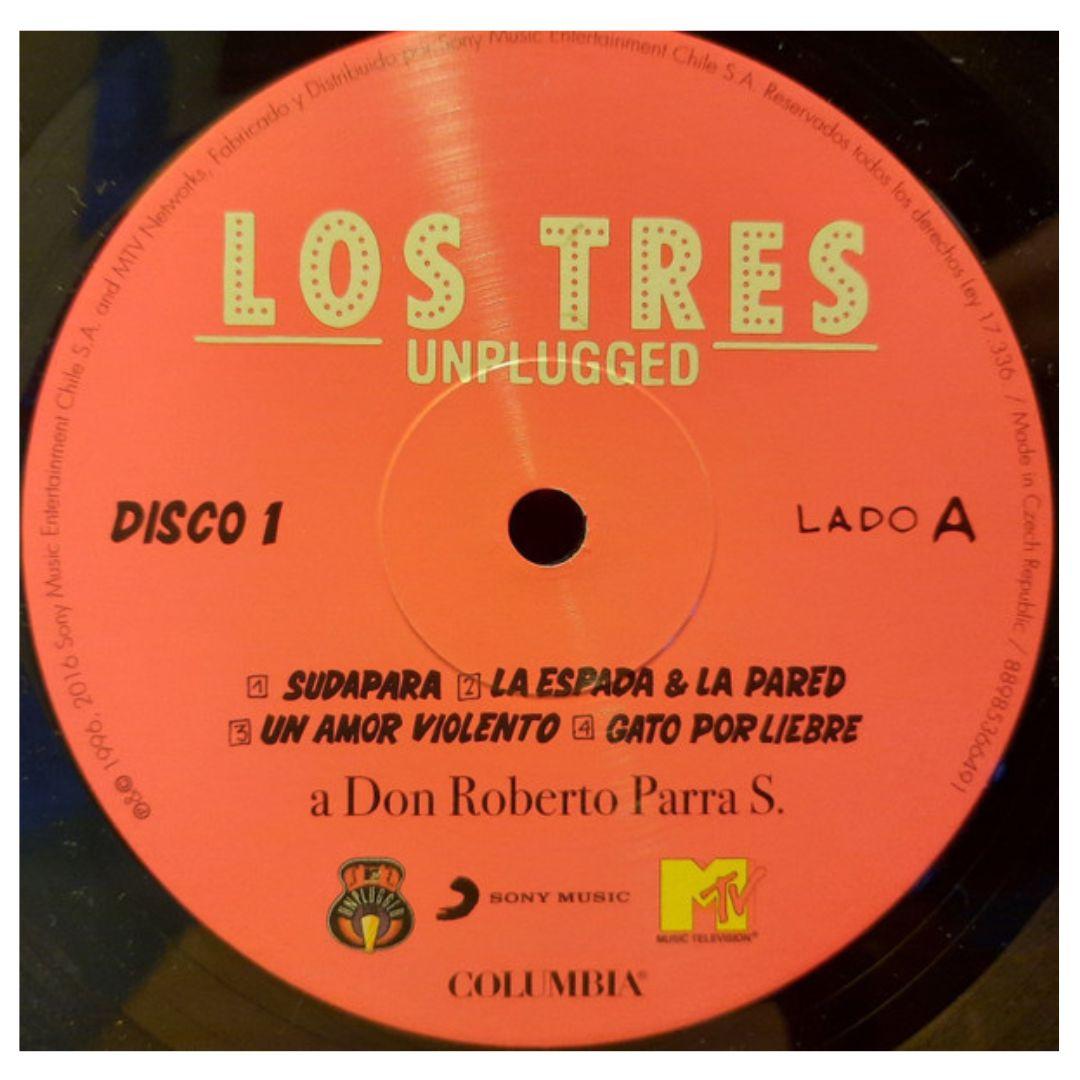 ℗&© 1996, 2016 Sony Music Entertainment Chile S.A. and MTV Networks, Fabricado y Distribuido por Sony Music Entertainment Chile S.A. Reservados todos los derechos ley 17.336. / Made in Czech Republic / 88985366491
LOS TRES
UNPLUGGED
DISCO 1
LADO A
1 SUDAPARA 2 LA ESPADA & LA PARED
3 UN AMOR VIOLENTO 4 GATO POR LIEBRE
a Don Roberto Parra S.
UNPLUGGED
SONY MUSIC
MTV
MUSIC TELEVISION®
COLUMBIA®